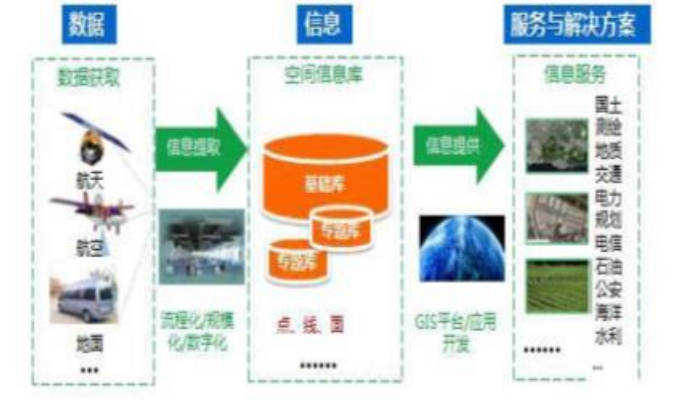 数据
信息
服务与解决方案
数据获取
航天
航空
地面
•••
信息提取
流程化/规模
化/数字化
空间信息库
基础库
专题库
专题库
点、线、面
••••••
信息提供
GIS平台/应用
开发
信息服务
国土
测绘
地质
交通
电力
规划
电信
石油
公安
海洋
水利
••••••
...